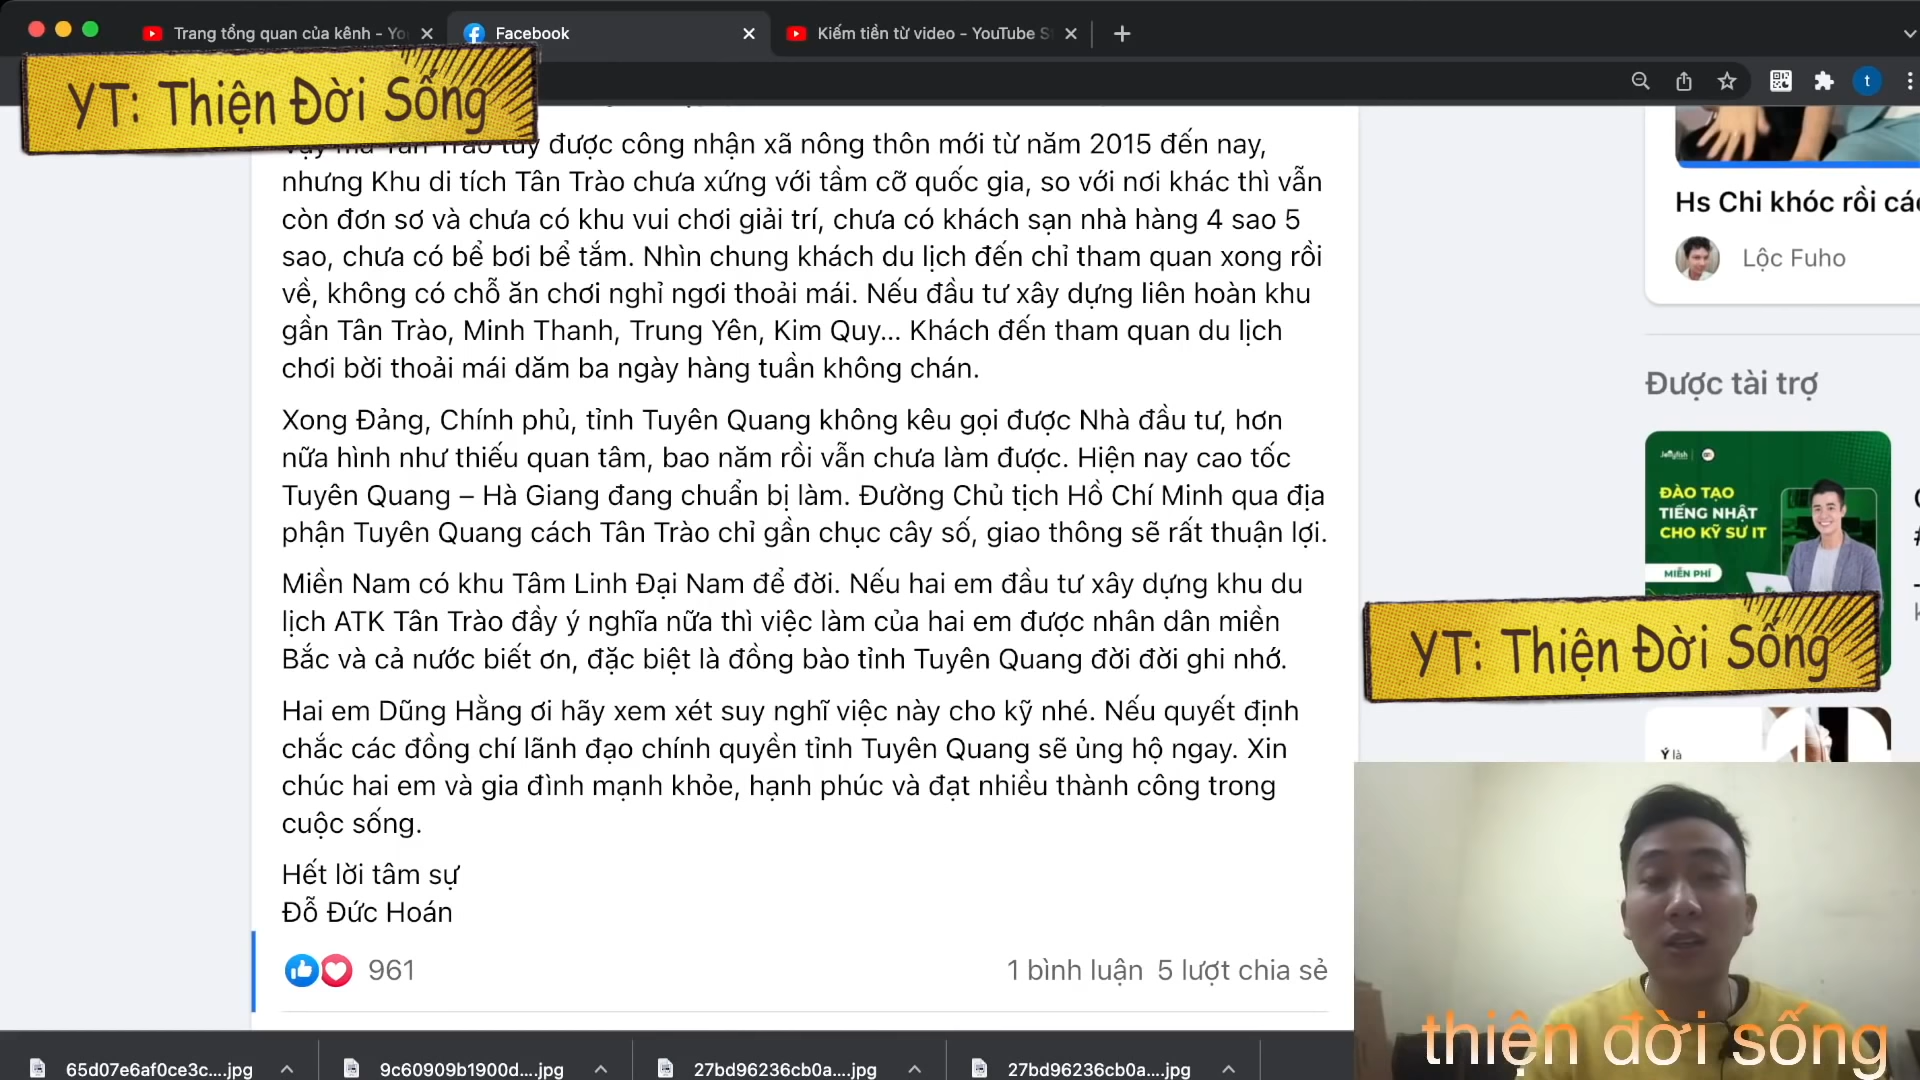 Trang tổng quan của kênh - Yo
Facebook
Kiếm tiền từ video - YouTube S
t
YT: Thiện Đời Sống
Vậy mà Tân Trào tuy được công nhận xã nông thôn mới từ năm 2015 đến nay,
nhưng Khu di tích Tân Trào chưa xứng với tầm cỡ quốc gia, so với nơi khác thì vẫn
còn đơn sơ và chưa có khu vui chơi giải trí, chưa có khách sạn nhà hàng 4 sao 5
sao, chưa có bể bơi bể tắm. Nhìn chung khách du lịch đến chỉ tham quan xong rồi
về, không có chỗ ăn chơi nghỉ ngơi thoải mái. Nếu đầu tư xây dựng liên hoàn khu
gần Tân Trào, Minh Thanh, Trung Yên, Kim Quy... Khách đến tham quan du lịch
chơi bời thoải mái dăm ba ngày hàng tuần không chán.
Xong Đảng, Chính phủ, tỉnh Tuyên Quang không kêu gọi được Nhà đầu tư, hơn
nữa hình như thiếu quan tâm, bao năm rồi vẫn chưa làm được. Hiện nay cao tốc
Tuyên Quang – Hà Giang đang chuẩn bị làm. Đường Chủ tịch Hồ Chí Minh qua địa
phận Tuyên Quang cách Tân Trào chỉ gần chục cây số, giao thông sẽ rất thuận lợi.
Miền Nam có khu Tâm Linh Đại Nam để đời. Nếu hai em đầu tư xây dựng khu du
lịch ATK Tân Trào đầy ý nghĩa nữa thì việc làm của hai em được nhân dân miền
Bắc và cả nước biết ơn, đặc biệt là đồng bào tỉnh Tuyên Quang đời đời ghi nhớ.
Hai em Dũng Hằng ơi hãy xem xét suy nghĩ việc này cho kỹ nhé. Nếu quyết định
chắc các đồng chí lãnh đạo chính quyền tỉnh Tuyên Quang sẽ ủng hộ ngay. Xin
chúc hai em và gia đình mạnh khỏe, hạnh phúc và đạt nhiều thành công trong
cuộc sống.
Hết lời tâm sự
Đỗ Đức Hoán
961
1 bình luận 5 lượt chia sẻ
Hs Chi khóc rồi các
Lộc Fuho
Được tài trợ
Jellyfish
ĐÀO TẠO
TIẾNG NHẬT
CHO KỸ SƯ IT
MIỄN PHÍ
YT: Thiện Đời Sống
Ý là
thiện đời sống
65d07e6af0ce3c....jpg
9c60909b1900d....jpg
27bd96236cb0a....jpg
27bd96236cb0a....jpg